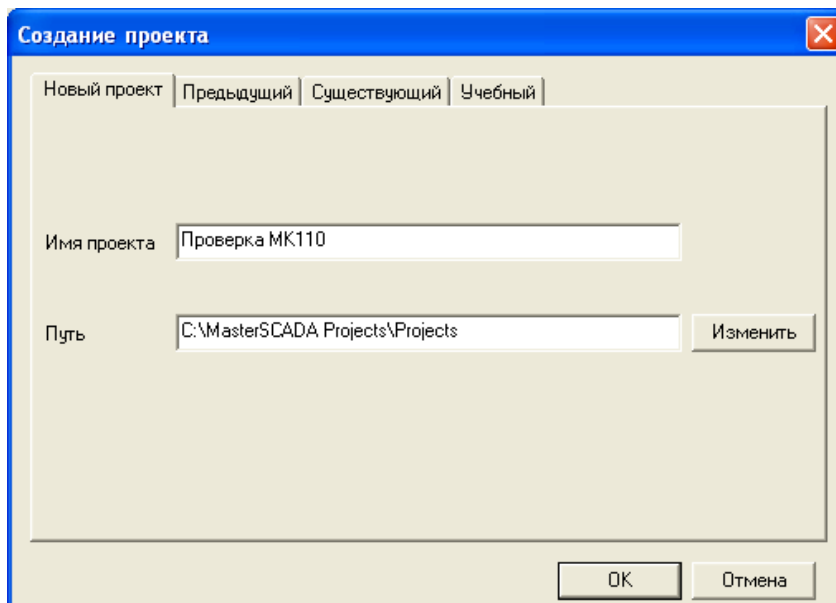 Создание проекта
Новый проект Предыдущий Существующий Учебный
Имя проекта Проверка МК110
Путь C:\MasterSCADA Projects\Projects Изменить
OK Отмена